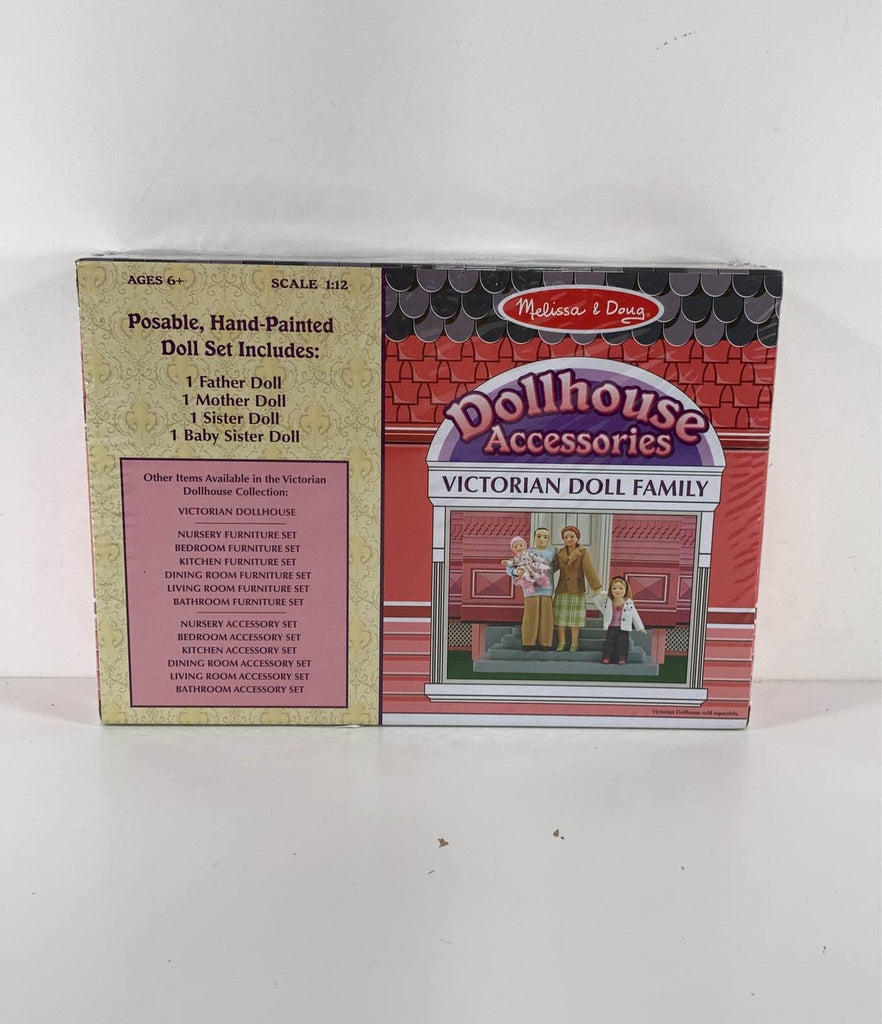 AGES 6+
SCALE 1:12
Posable, Hand-Painted
Doll Set Includes:
1 Father Doll
1 Mother Doll
1 Sister Doll
1 Baby Sister Doll
Other Items Available in the Victorian
Dollhouse Collection:
VICTORIAN DOLLHOUSE
NURSERY FURNITURE SET
BEDROOM FURNITURE SET
KITCHEN FURNITURE SET
DINING ROOM FURNITURE SET
LIVING ROOM FURNITURE SET
BATHROOM FURNITURE SET
NURSERY ACCESSORY SET
BEDROOM ACCESSORY SET
KITCHEN ACCESSORY SET
DINING ROOM ACCESSORY SET
LIVING ROOM ACCESSORY SET
BATHROOM ACCESSORY SET
Melissa & Doug®
Dollhouse
Accessories
VICTORIAN DOLL FAMILY
Victorian Dollhouse sold separately.